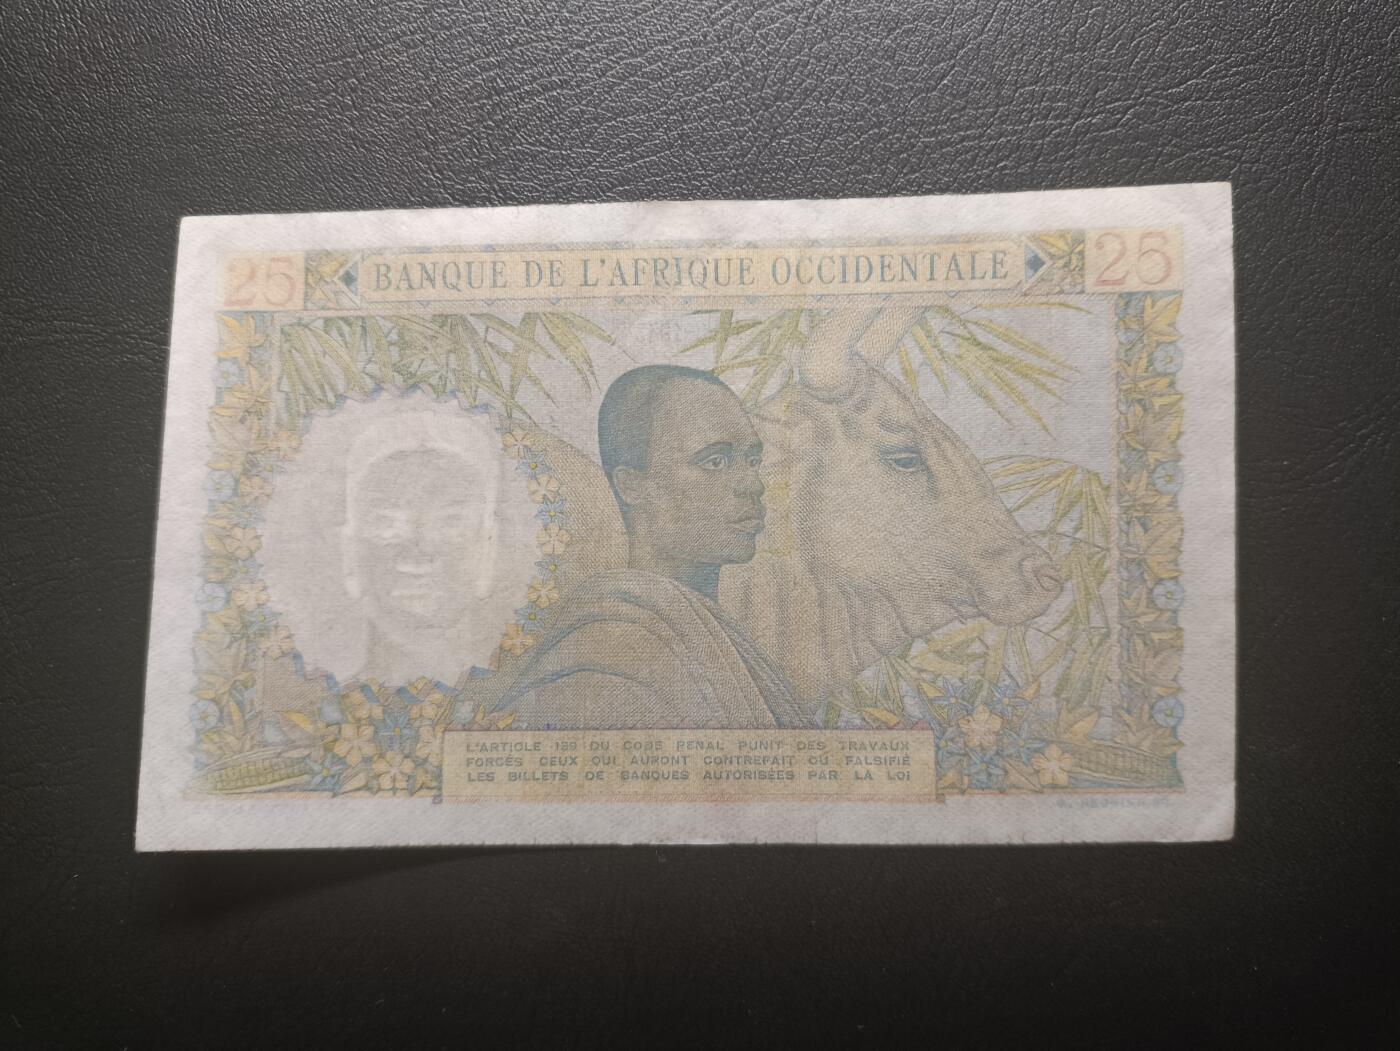 25 BANQUE DE L'AFRIQUE OCCIDENTALE 25
L'ARTICLE 139 DU CODE PENAL PUNIT DES TRAVAUX
FORCÉS CEUX QUI AURONT CONTREFAIT OU FALSIFIÉ
LES BILLETS DE BANQUES AUTORISÉES PAR LA LOI